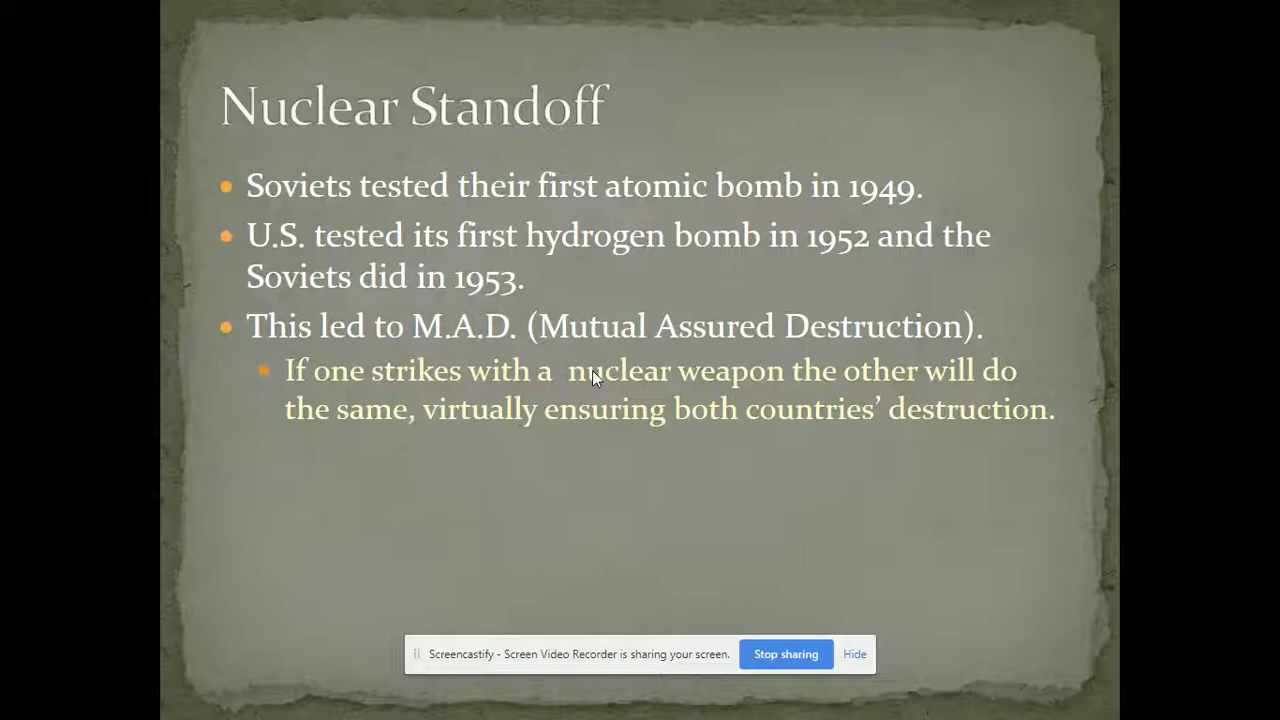 Nuclear Standoff
Soviets tested their first atomic bomb in 1949.
U.S. tested its first hydrogen bomb in 1952 and the
Soviets did in 1953.
This led to M.A.D. (Mutual Assured Destruction).
If one strikes with a nuclear weapon the other will do
the same, virtually ensuring both countries’ destruction.
Screencastify - Screen Video Recorder is sharing your screen. Stop sharing Hide